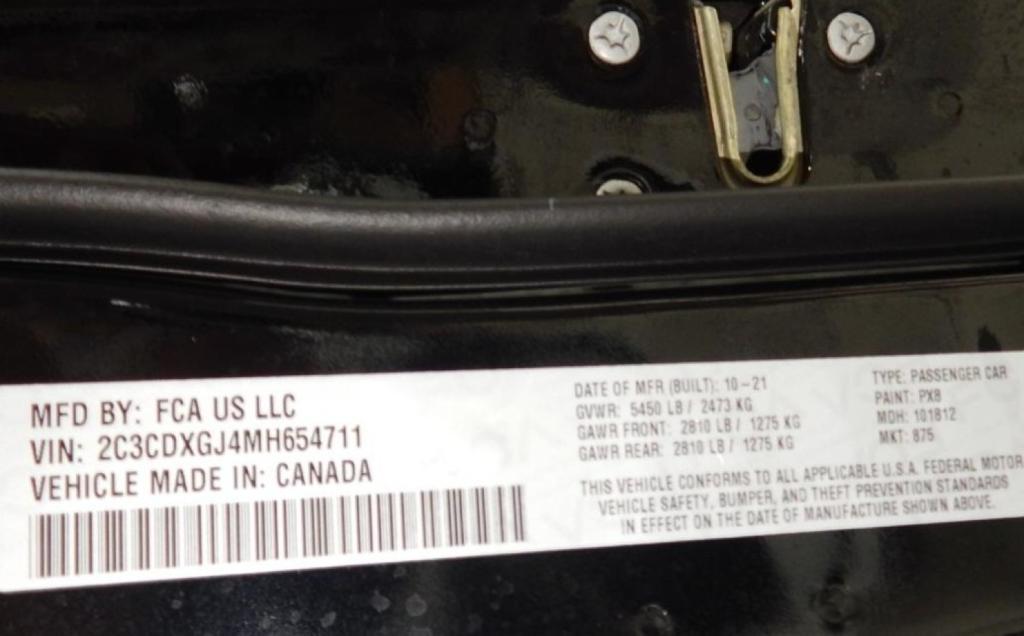 MFD BY: FCA US LLC
VIN: 2C3CDXGJ4MH654711
VEHICLE MADE IN: CANADA
DATE OF MFR (BUILT): 10-21
GVWR: 5450 LB / 2473 KG
GAWR FRONT: 2810 LB / 1275 KG
GAWR REAR: 2810 LB / 1275 KG
TYPE: PASSENGER CAR
PAINT: PX8
MDH: 101812
MKT: 875
THIS VEHICLE CONFORMS TO ALL APPLICABLE U.S.A. FEDERAL MOTOR
VEHICLE SAFETY, BUMPER, AND THEFT PREVENTION STANDARDS
IN EFFECT ON THE DATE OF MANUFACTURE SHOWN ABOVE.